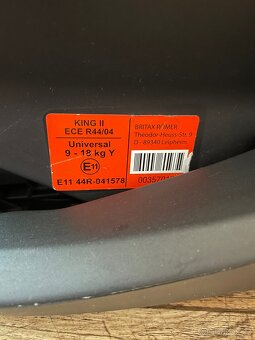 KING II
ECE R44/04
Universal
9 - 18 kg Y
E11
E11 44R-041578
BRITAX RÖMER
Theodor-Heuss-Str. 9
D - 89340 Leipheim